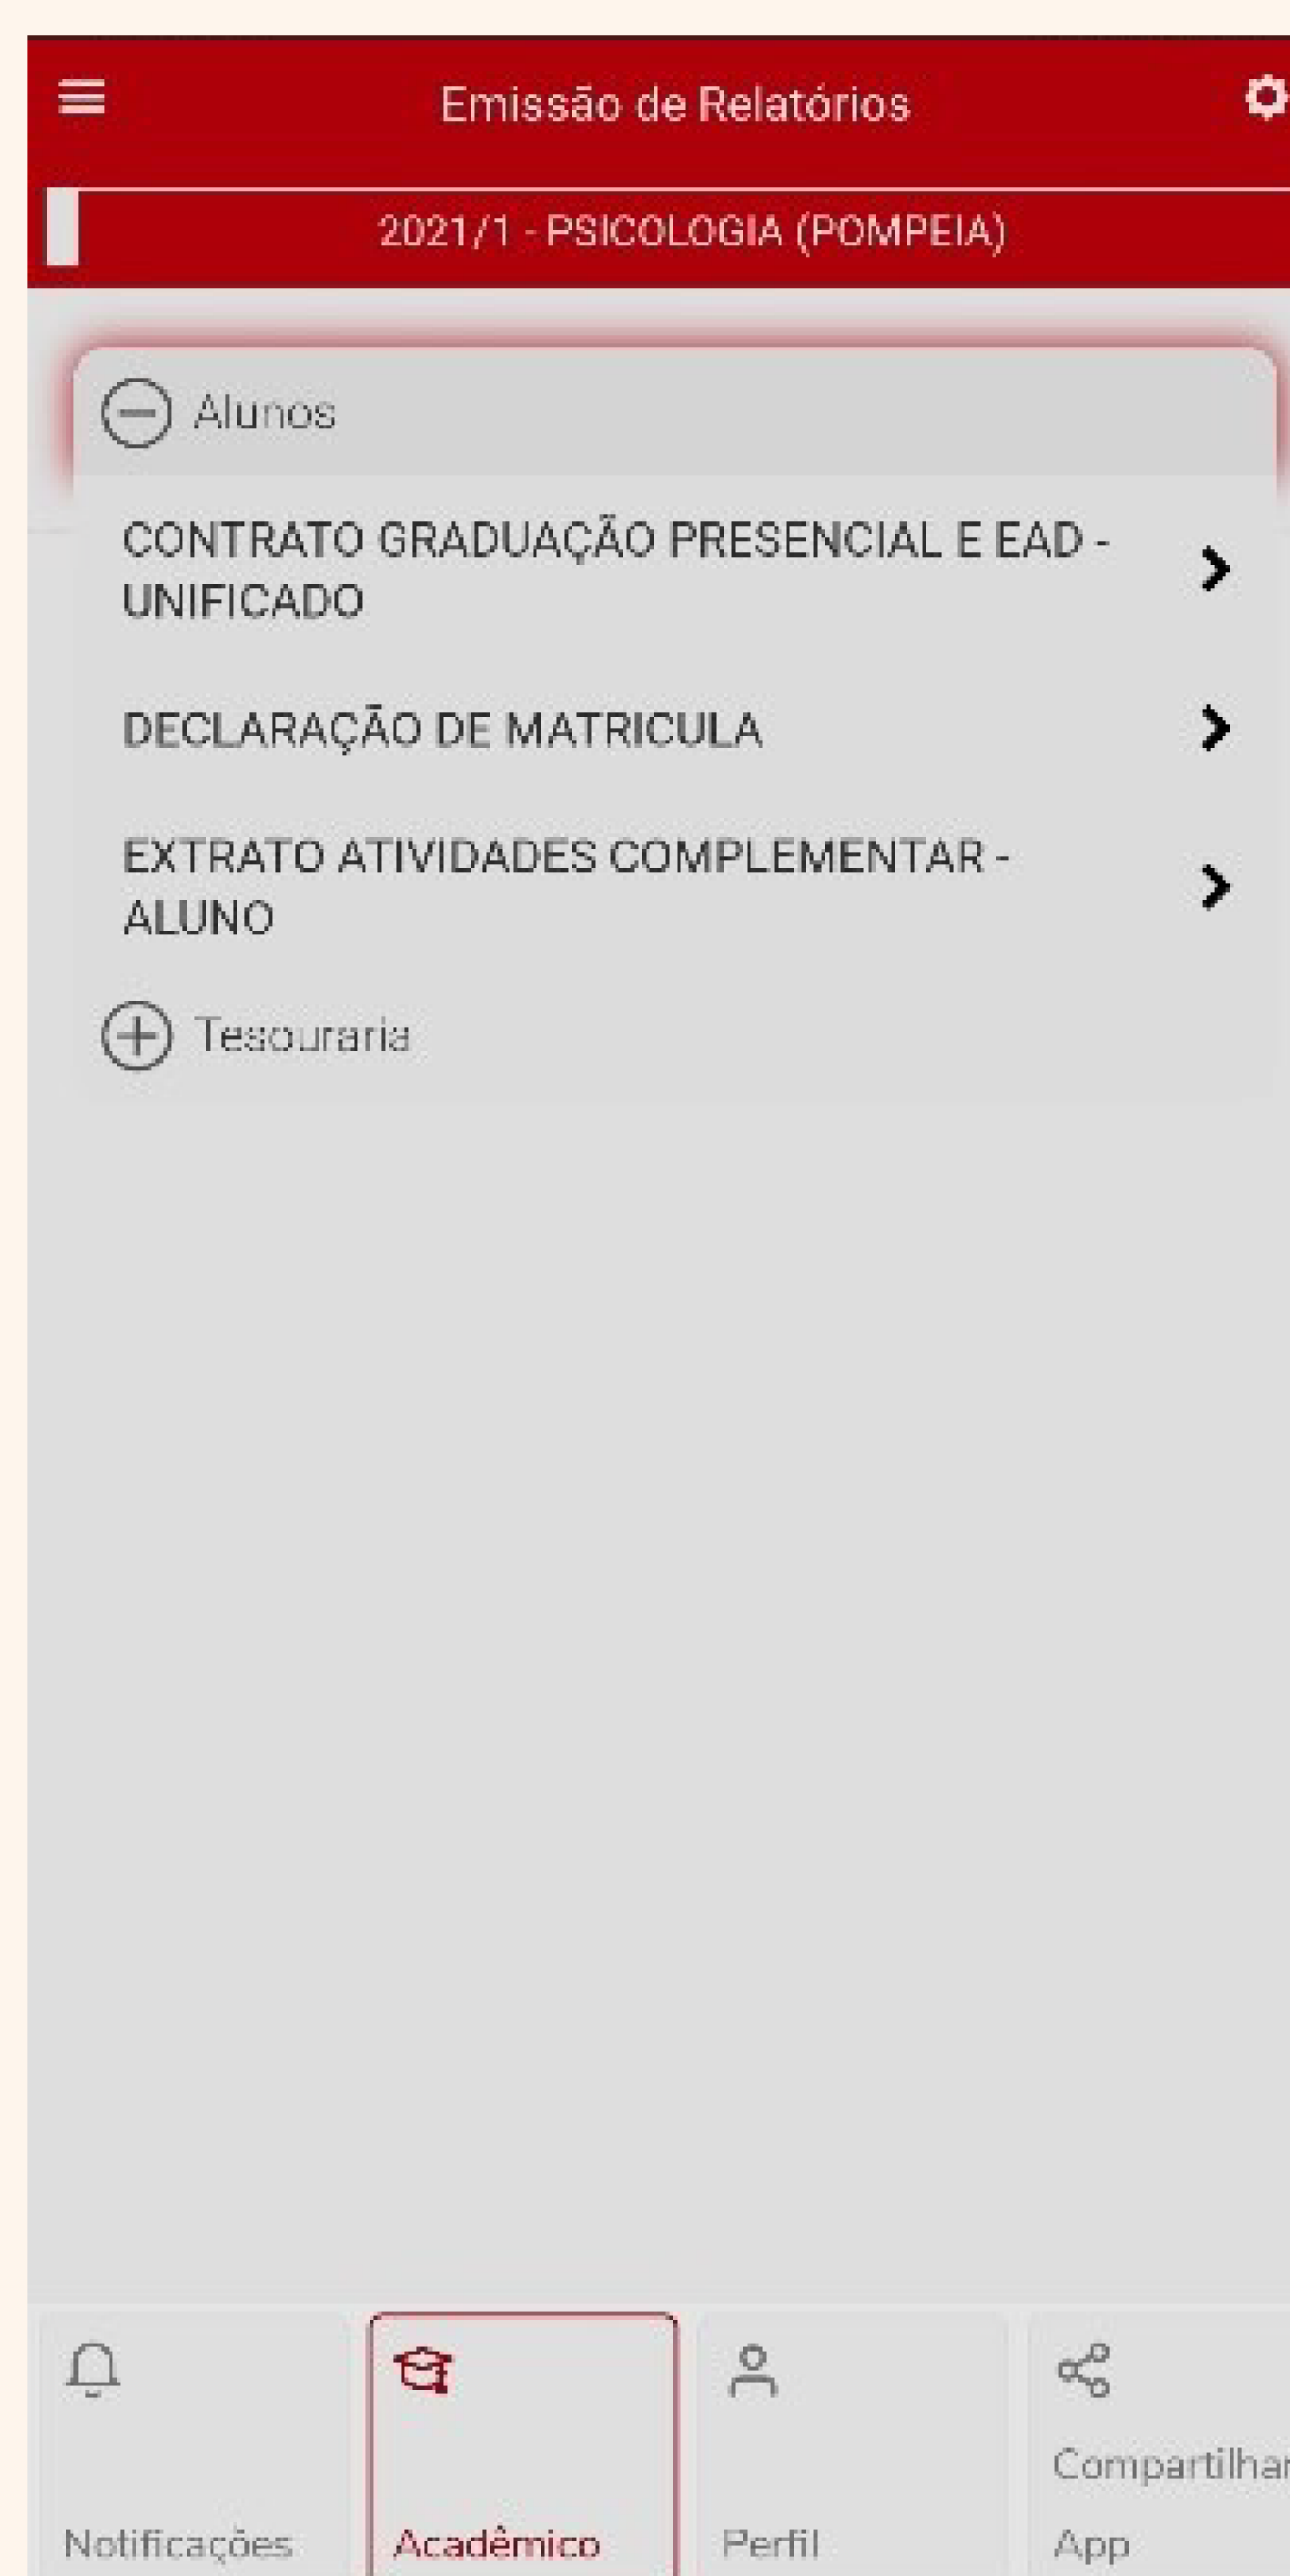 Emissão de Relatórios
2021/1 - PSICOLOGIA (POMPEIA)
Alunos
CONTRATO GRADUAÇÃO PRESENCIAL E EAD -
UNIFICADO
DECLARAÇÃO DE MATRICULA
EXTRATO ATIVIDADES COMPLEMENTAR -
ALUNO
Tesouraria
Notificações
Acadêmico
Perfil
Compartilhar
App